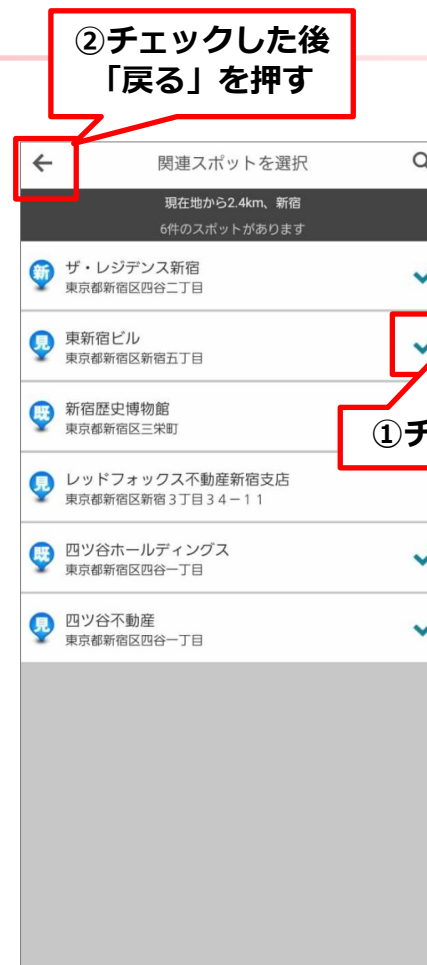 ②チェックした後
「戻る」を押す
関連スポットを選択
現在地から2.4km、新宿
6件のスポットがあります
新
ザ・レジデンス新宿
東京都新宿区四谷二丁目
見
東新宿ビル
東京都新宿区新宿五丁目
①チ
既
新宿歴史博物館
東京都新宿区三栄町
見
レッドフォックス不動産新宿支店
東京都新宿区新宿3丁目34-11
既
四ツ谷ホールディングス
東京都新宿区四谷一丁目
見
四ツ谷不動産
東京都新宿区四谷一丁目